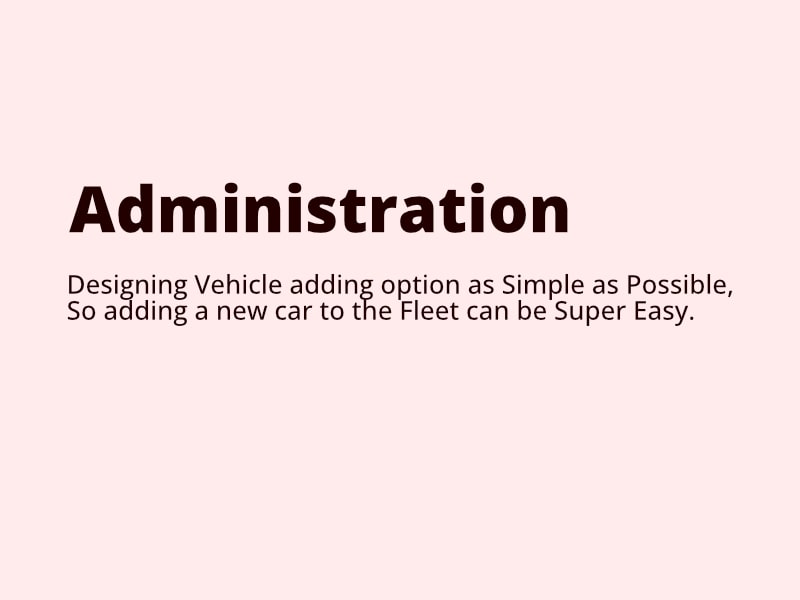 Administration
Designing Vehicle adding option as Simple as Possible,
So adding a new car to the Fleet can be Super Easy.